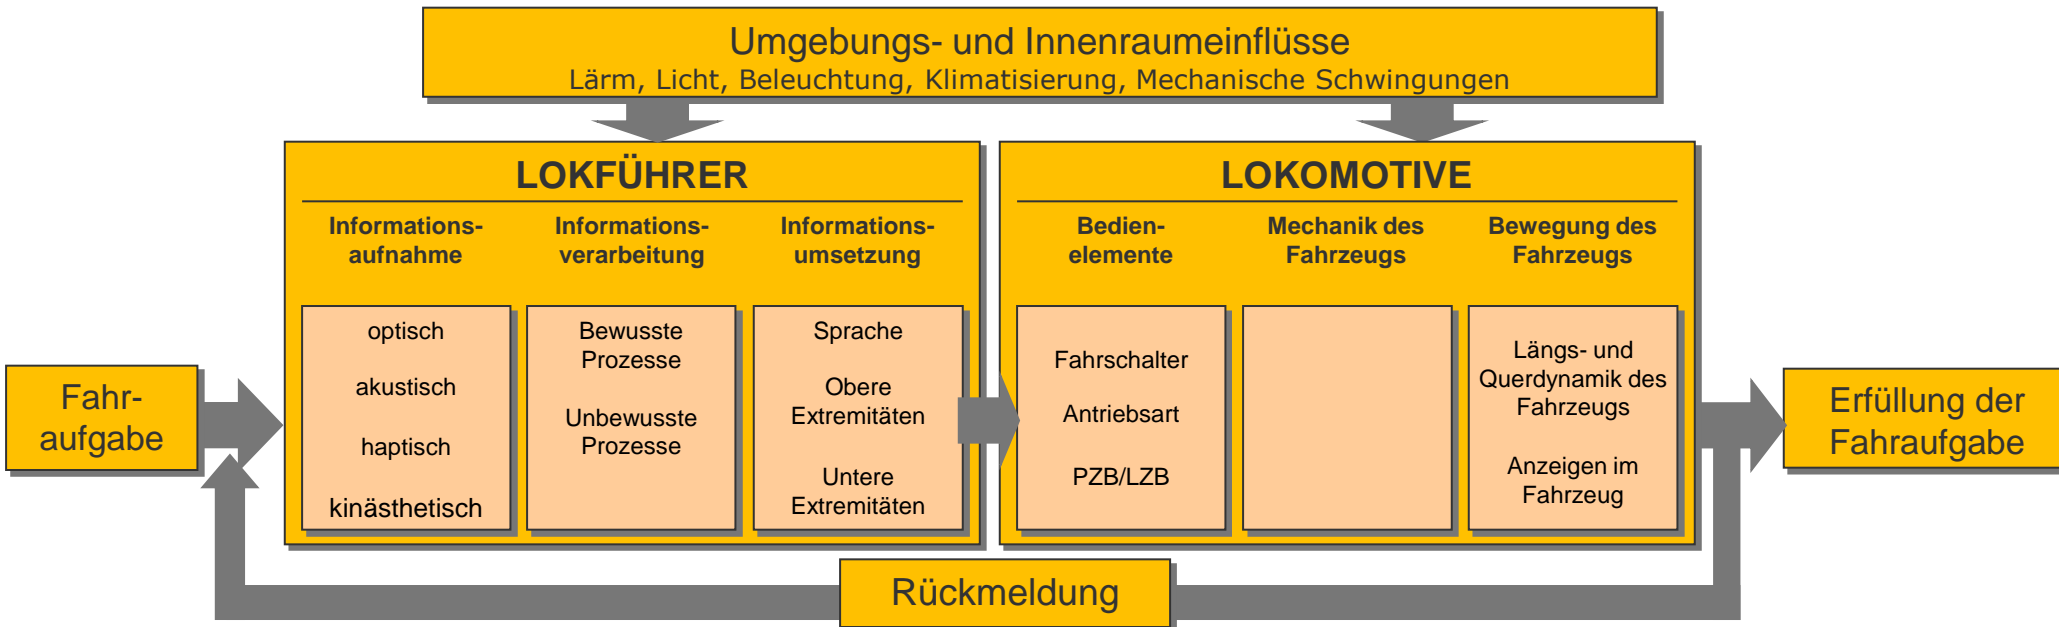 Umgebungs- und Innenraumeinflüsse
Lärm, Licht, Beleuchtung, Klimatisierung, Mechanische Schwingungen
LOKFÜHRER
Informations-
aufnahme
Informations-
verarbeitung
Informations-
umsetzung
optisch
akustisch
haptisch
kinästhetisch
Bewusste
Prozesse
Unbewusste
Prozesse
Sprache
Obere
Extremitäten
Untere
Extremitäten
LOKOMOTIVE
Bedien-
elemente
Mechanik des
Fahrzeugs
Bewegung des
Fahrzeugs
Fahrschalter
Antriebsart
PZB/LZB
Längs- und
Querdynamik des
Fahrzeugs
Anzeigen im
Fahrzeug
Fahr-
aufgabe
Erfüllung der
Fahraufgabe
Rückmeldung